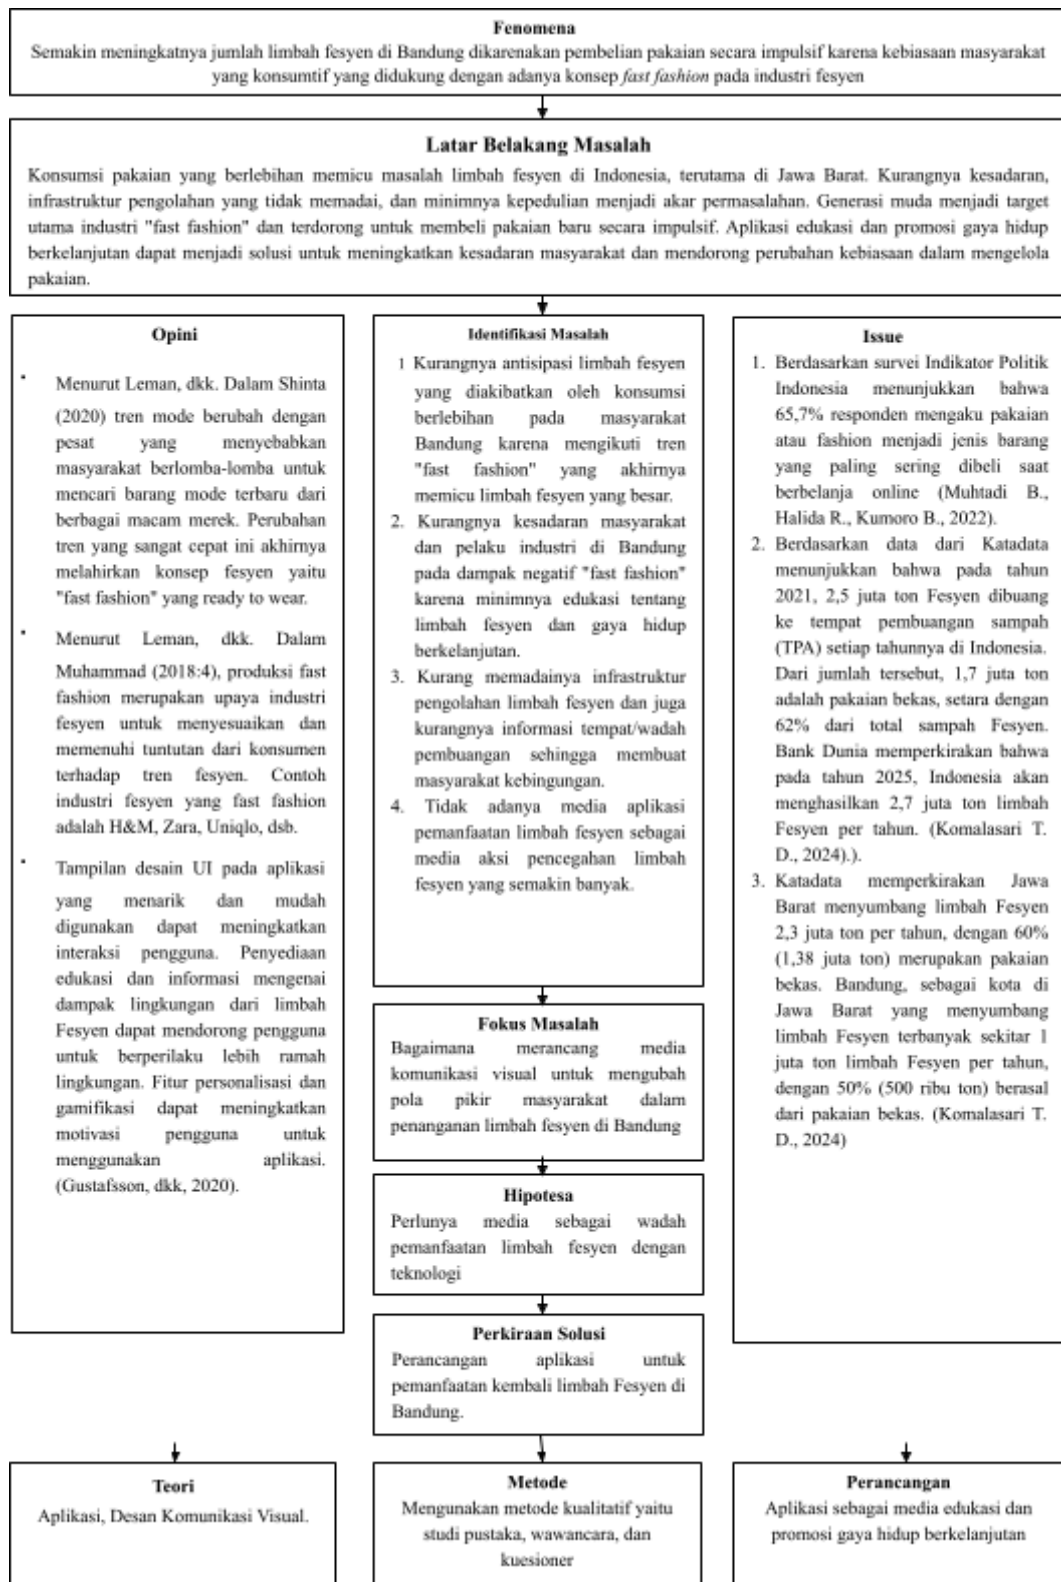 Fenomena
Semakin meningkatnya jumlah limbah fesyen di Bandung dikarenakan pembelian pakaian secara impulsif karena kebiasaan masyarakat
yang konsumtif yang didukung dengan adanya konsep fast fashion pada industri fesyen
Latar Belakang Masalah
Konsumsi pakaian yang berlebihan memicu masalah limbah fesyen di Indonesia, terutama di Jawa Barat. Kurangnya kesadaran,
infrastruktur pengolahan yang tidak memadai, dan minimnya kepedulian menjadi akar permasalahan. Generasi muda menjadi target
utama industri "fast fashion" dan terdorong untuk membeli pakaian baru secara impulsif. Aplikasi edukasi dan promosi gaya hidup
berkelanjutan dapat menjadi solusi untuk meningkatkan kesadaran masyarakat dan mendorong perubahan kebiasaan dalam mengelola
pakaian.
Opini
Menurut Leman, dkk. Dalam Shinta
(2020) tren mode berubah dengan
pesat yang menyebabkan
masyarakat berlomba-lomba untuk
mencari barang mode terbaru dari
berbagai macam merek. Perubahan
tren yang sangat cepat ini akhirnya
melahirkan konsep fesyen yaitu
"fast fashion" yang ready to wear.
Menurut Leman, dkk. Dalam
Muhammad (2018:4), produksi fast
fashion merupakan upaya industri
fesyen untuk menyesuaikan dan
memenuhi tuntutan dari konsumen
terhadap tren fesyen. Contoh
industri fesyen yang fast fashion
adalah H&M, Zara, Uniqlo, dsb.
Tampilan desain UI pada aplikasi
yang menarik dan mudah
digunakan dapat meningkatkan
interaksi pengguna. Penyediaan
edukasi dan informasi mengenai
dampak lingkungan dari limbah
Fesyen dapat mendorong pengguna
untuk berperilaku lebih ramah
lingkungan. Fitur personalisasi dan
gamifikasi dapat meningkatkan
motivasi pengguna untuk
menggunakan aplikasi.
(Gustafsson, dkk, 2020).
Identifikasi Masalah
1 Kurangnya antisipasi limbah fesyen
yang diakibatkan oleh konsumsi
berlebihan pada masyarakat
Bandung karena mengikuti tren
"fast fashion" yang akhirnya
memicu limbah fesyen yang besar.
2. Kurangnya kesadaran masyarakat
dan pelaku industri di Bandung
pada dampak negatif "fast fashion"
karena minimnya edukasi tentang
limbah fesyen dan gaya hidup
berkelanjutan.
3. Kurang memadainya infrastruktur
pengolahan limbah fesyen dan juga
kurangnya informasi tempat/wadah
pembuangan sehingga membuat
masyarakat kebingungan.
4. Tidak adanya media aplikasi
pemanfaatan limbah fesyen sebagai
media aksi pencegahan limbah
fesyen yang semakin banyak.
Issue
1. Berdasarkan survei Indikator Politik
Indonesia menunjukkan bahwa
65,7% responden mengaku pakaian
atau fashion menjadi jenis barang
yang paling sering dibeli saat
berbelanja online (Muhtadi B.,
Halida R., Kumoro B., 2022).
2. Berdasarkan data dari Katadata
menunjukkan bahwa pada tahun
2021, 2,5 juta ton Fesyen dibuang
ke tempat pembuangan sampah
(TPA) setiap tahunnya di Indonesia.
Dari jumlah tersebut, 1,7 juta ton
adalah pakaian bekas, setara dengan
62% dari total sampah Fesyen.
Bank Dunia memperkirakan bahwa
pada tahun 2025, Indonesia akan
menghasilkan 2,7 juta ton limbah
Fesyen per tahun. (Komalasari T.
D., 2024).).
3. Katadata memperkirakan Jawa
Barat menyumbang limbah Fesyen
2,3 juta ton per tahun, dengan 60%
(1,38 juta ton) merupakan pakaian
bekas. Bandung, sebagai kota di
Jawa Barat yang menyumbang
limbah Fesyen terbanyak sekitar 1
juta ton limbah Fesyen per tahun,
dengan 50% (500 ribu ton) berasal
dari pakaian bekas. (Komalasari T.
D., 2024)
Fokus Masalah
Bagaimana merancang media
komunikasi visual untuk mengubah
pola pikir masyarakat dalam
penanganan limbah fesyen di Bandung
Hipotesa
Perlunya media sebagai wadah
pemanfaatan limbah fesyen dengan
teknologi
Perkiraan Solusi
Perancangan aplikasi untuk
pemanfaatan kembali limbah Fesyen di
Bandung.
Teori
Aplikasi, Desan Komunikasi Visual.
Metode
Mengunakan metode kualitatif yaitu
studi pustaka, wawancara, dan
kuesioner
Perancangan
Aplikasi sebagai media edukasi dan
promosi gaya hidup berkelanjutan